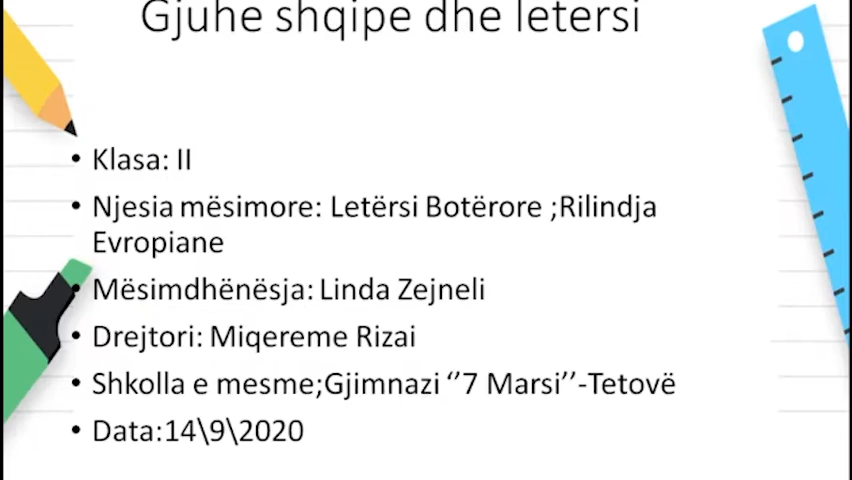 Gjuhe shqipe dhe letersi
• Klasa: II
• Njesia mësimore: Letërsi Botërore ;Rilindja
Evropiane
• Mësimdhënësja: Linda Zejneli
• Drejtori: Miqereme Rizai
• Shkolla e mesme;Gjimnazi ‘’7 Marsi’’-Tetovë
• Data:14\9\2020